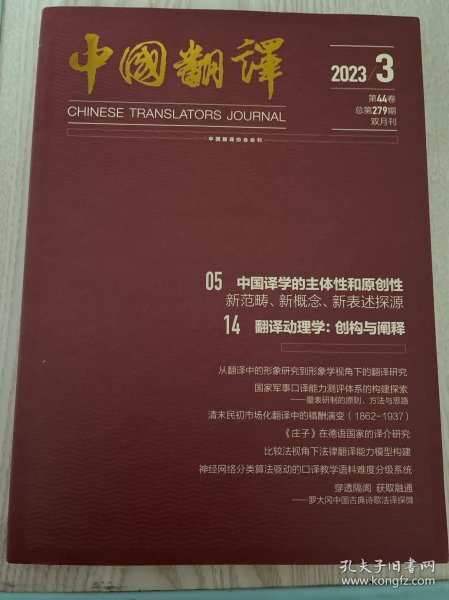 中國翻譯
CHINESE TRANSLATORS JOURNAL
中国翻译协会会刊
2023/3
第44卷
总第279期
双月刊
05 中国译学的主体性和原创性
新范畴、新概念、新表述探源
14 翻译动理学：创构与阐释
从翻译中的形象研究到形象学视角下的翻译研究
国家军事口译能力测评体系的构建探索
——量表研制的原则、方法与思路
清末民初市场化翻译中的稿酬演变（1862-1937）
《庄子》在德语国家的译介研究
比较法视角下法律翻译能力模型构建
神经网络分类算法驱动的口译教学语料难度分级系统
穿透隔阂 获取融通
——罗大冈中国古典诗歌法译探微
孔夫子旧书网
www.kongfz.com